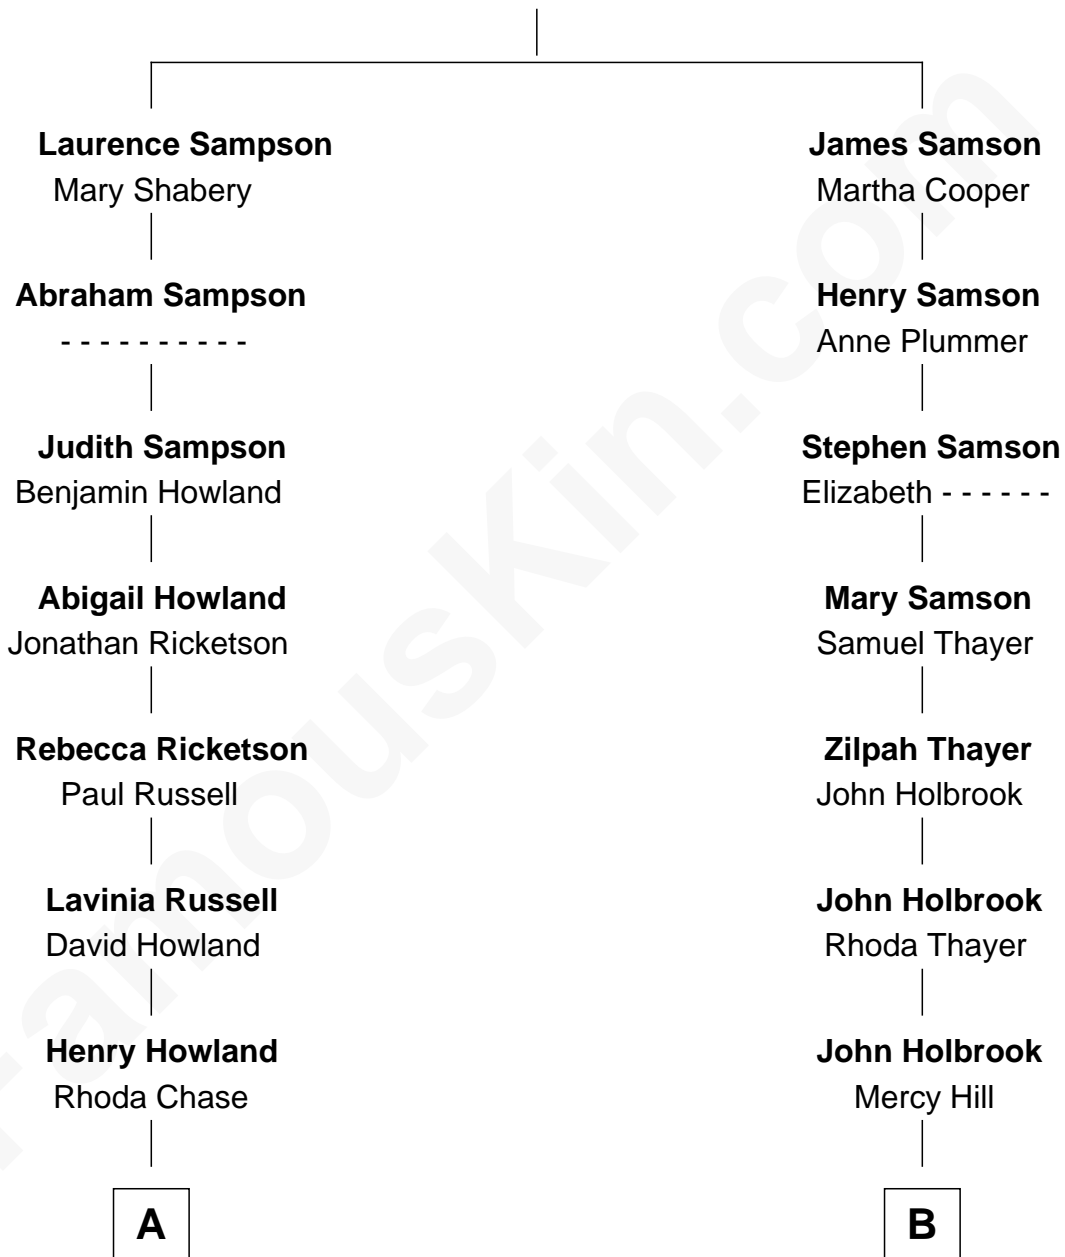 Laurence Sampson
Mary Shabery
Abraham Sampson
- - - - - - - - - -
Judith Sampson
Benjamin Howland
Abigail Howland
Jonathan Ricketson
Rebecca Ricketson
Paul Russell
Lavinia Russell
David Howland
Henry Howland
Rhoda Chase
A
James Samson
Martha Cooper
Henry Samson
Anne Plummer
Stephen Samson
Elizabeth - - - - - -
Mary Samson
Samuel Thayer
Zilpah Thayer
John Holbrook
John Holbrook
Rhoda Thayer
John Holbrook
Mercy Hill
B
FamousKin.com